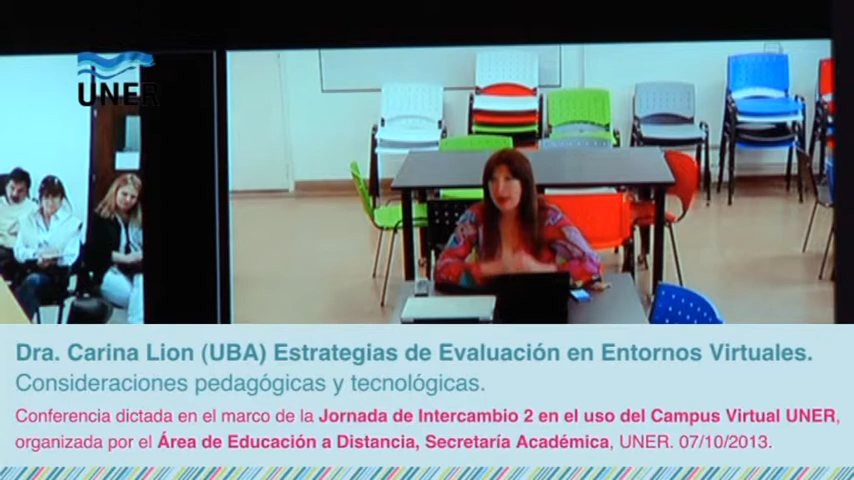 UNER
Dra. Carina Lion (UBA) Estrategias de Evaluación en Entornos Virtuales.
Consideraciones pedagógicas y tecnológicas.
Conferencia dictada en el marco de la Jornada de Intercambio 2 en el uso del Campus Virtual UNER,
organizada por el Área de Educación a Distancia, Secretaría Académica, UNER. 07/10/2013.